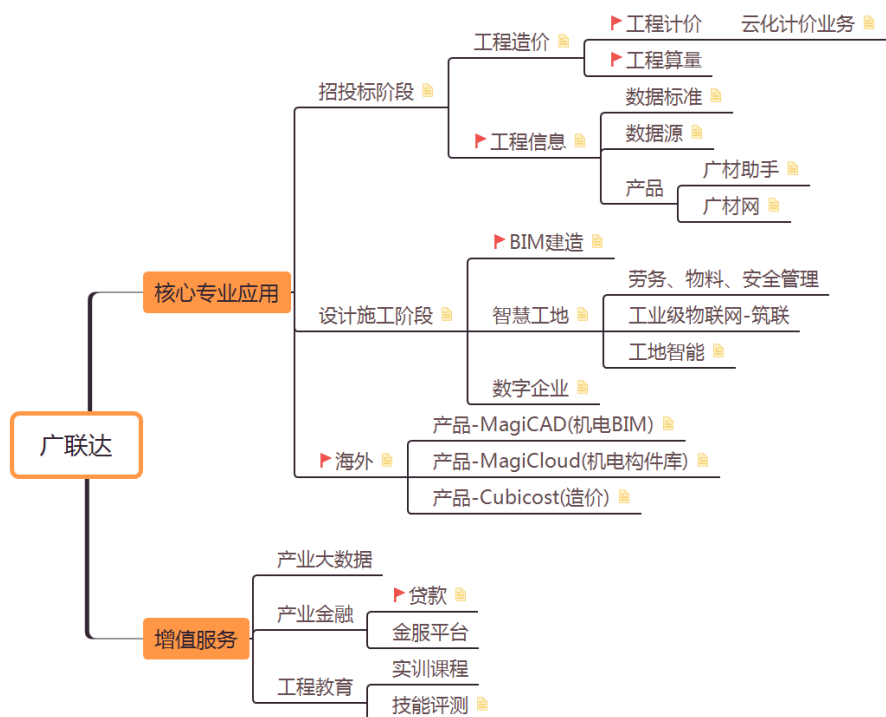 工程计价
云化计价业务
工程造价
工程算量
招投标阶段
数据标准
工程信息
数据源
广材助手
产品
广材网
BIM建造
核心专业应用
劳务、物料、安全管理
设计施工阶段
智慧工地
工业级物联网-筑联
工地智能
数字企业
广联达
产品-MagiCAD(机电BIM)
海外
产品-MagiCloud(机电构件库)
产品-Cubicost(造价)
产业大数据
贷款
产业金融
金服平台
增值服务
实训课程
工程教育
技能评测